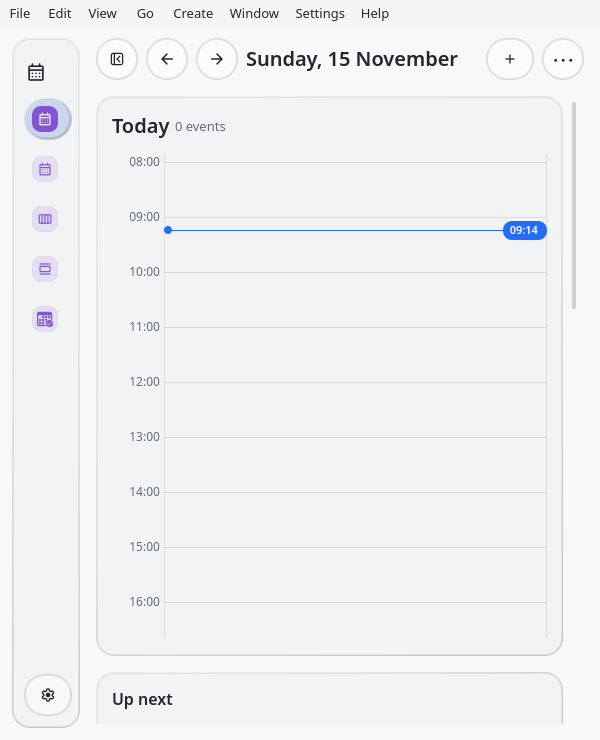 File Edit View Go Create Window Settings Help
Sunday, 15 November
Today 0 events
08:00
09:00
09:14
10:00
11:00
12:00
13:00
14:00
15:00
16:00
Up next